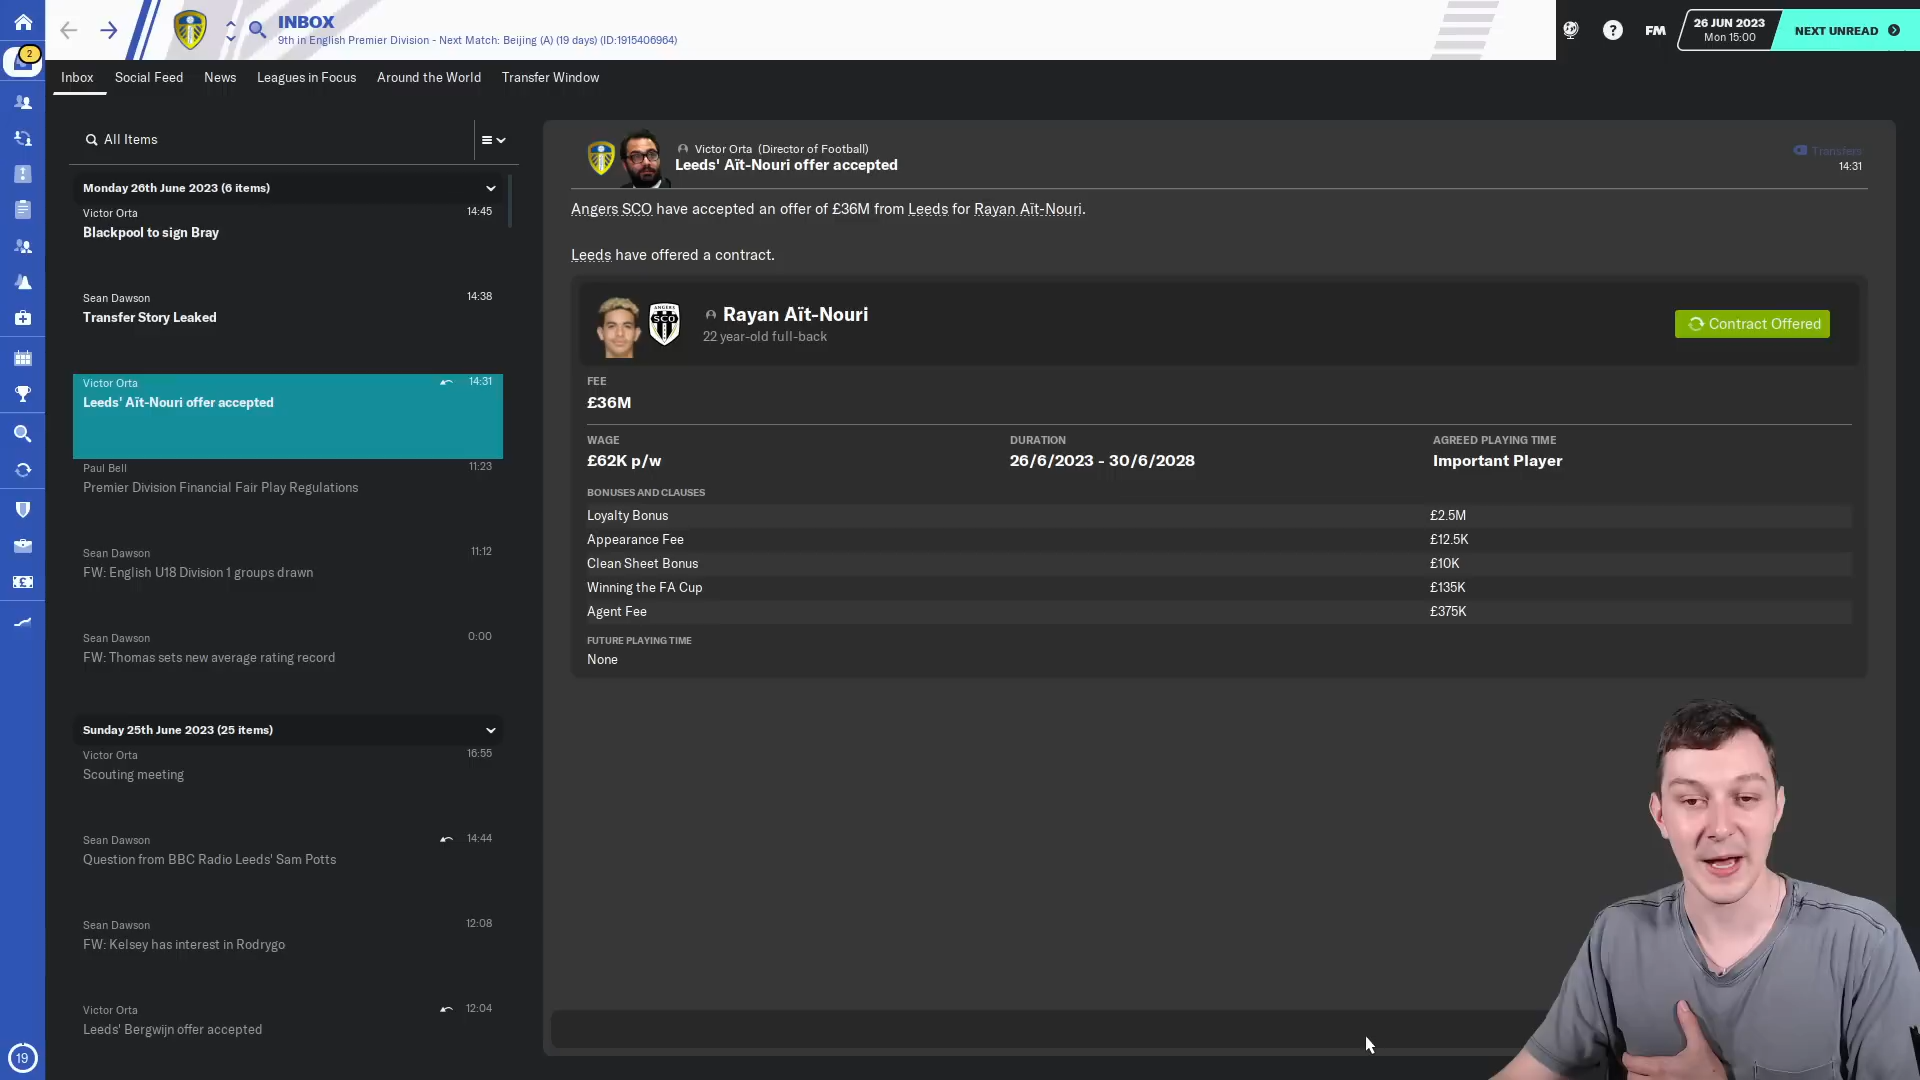 2
INBOX
9th in English Premier Division - Next Match: Beijing (A) (19 days) (ID:1915406964)
?
FM
26 JUN 2023
Mon 15:00
NEXT UNREAD
Inbox
Social Feed
News
Leagues in Focus
Around the World
Transfer Window
All Items
Monday 26th June 2023 (6 items)
Victor Orta
14:45
Blackpool to sign Bray
Sean Dawson
14:38
Transfer Story Leaked
Victor Orta
14:31
Leeds' Aït-Nouri offer accepted
Paul Bell
11:23
Premier Division Financial Fair Play Regulations
Sean Dawson
11:12
FW: English U18 Division 1 groups drawn
Sean Dawson
0:00
FW: Thomas sets new average rating record
Sunday 25th June 2023 (25 items)
Victor Orta
16:55
Scouting meeting
Sean Dawson
14:44
Question from BBC Radio Leeds' Sam Potts
Sean Dawson
12:08
FW: Kelsey has interest in Rodrygo
Victor Orta
12:04
Leeds' Bergwijn offer accepted
19
Victor Orta (Director of Football)
Leeds' Aït-Nouri offer accepted
Transfers
14:31
Angers SCO have accepted an offer of £36M from Leeds for Rayan Aït-Nouri.
Leeds have offered a contract.
ANGERS
SCO
Rayan Aït-Nouri
22 year-old full-back
Contract Offered
FEE
£36M
WAGE
£62K p/w
DURATION
26/6/2023 - 30/6/2028
AGREED PLAYING TIME
Important Player
BONUSES AND CLAUSES
Loyalty Bonus
£2.5M
Appearance Fee
£12.5K
Clean Sheet Bonus
£10K
Winning the FA Cup
£135K
Agent Fee
£375K
FUTURE PLAYING TIME
None